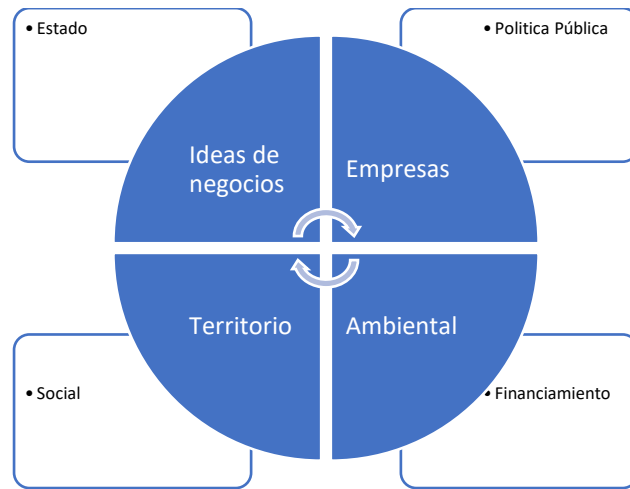 • Estado
• Politica Pública
Ideas de
negocios
Empresas
Territorio
Ambiental
• Social
• Financiamiento